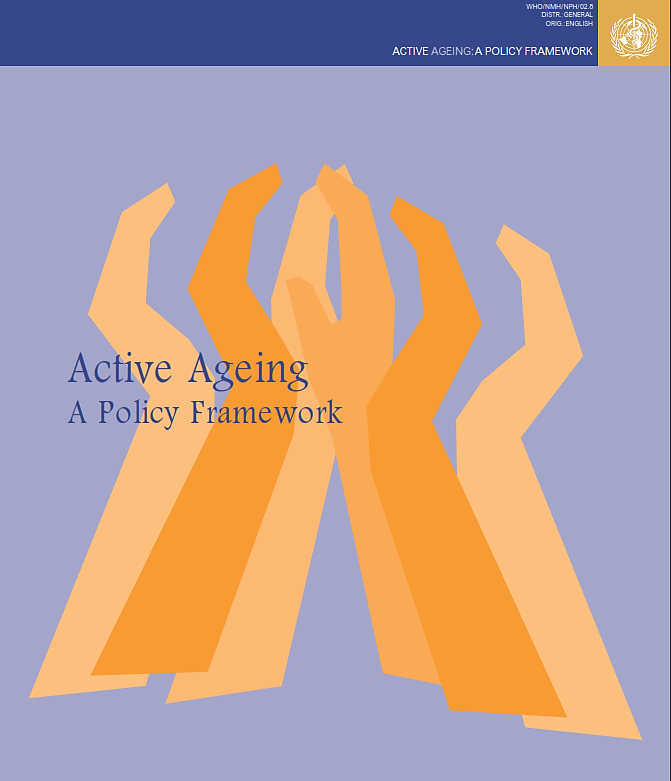 WHO/NMH/NPH/02.8
DISTR.:GENERAL
ORIG.:ENGLISH
ACTIVE AGEING: A POLICY FRAMEWORK
Active Ageing
A Policy Framework